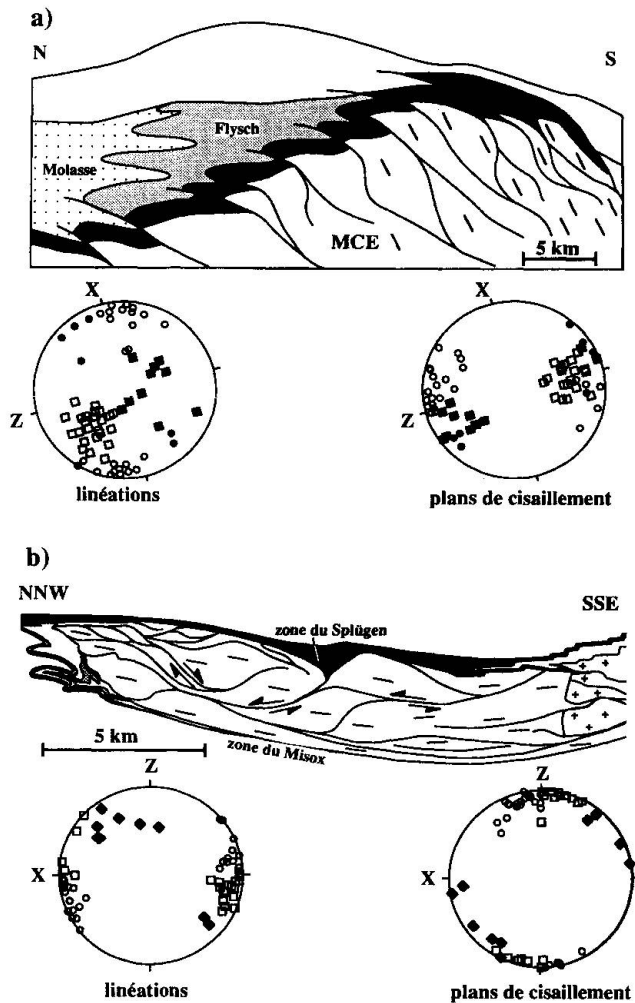 a)
N S
Flysch
Molasse
MCE
5 km
X X
Z Z
linéations plans de cisaillement
b)
NNW SSE
zone du Splügen
5 km
zone du Misox
Z Z
X X
linéations plans de cisaillement